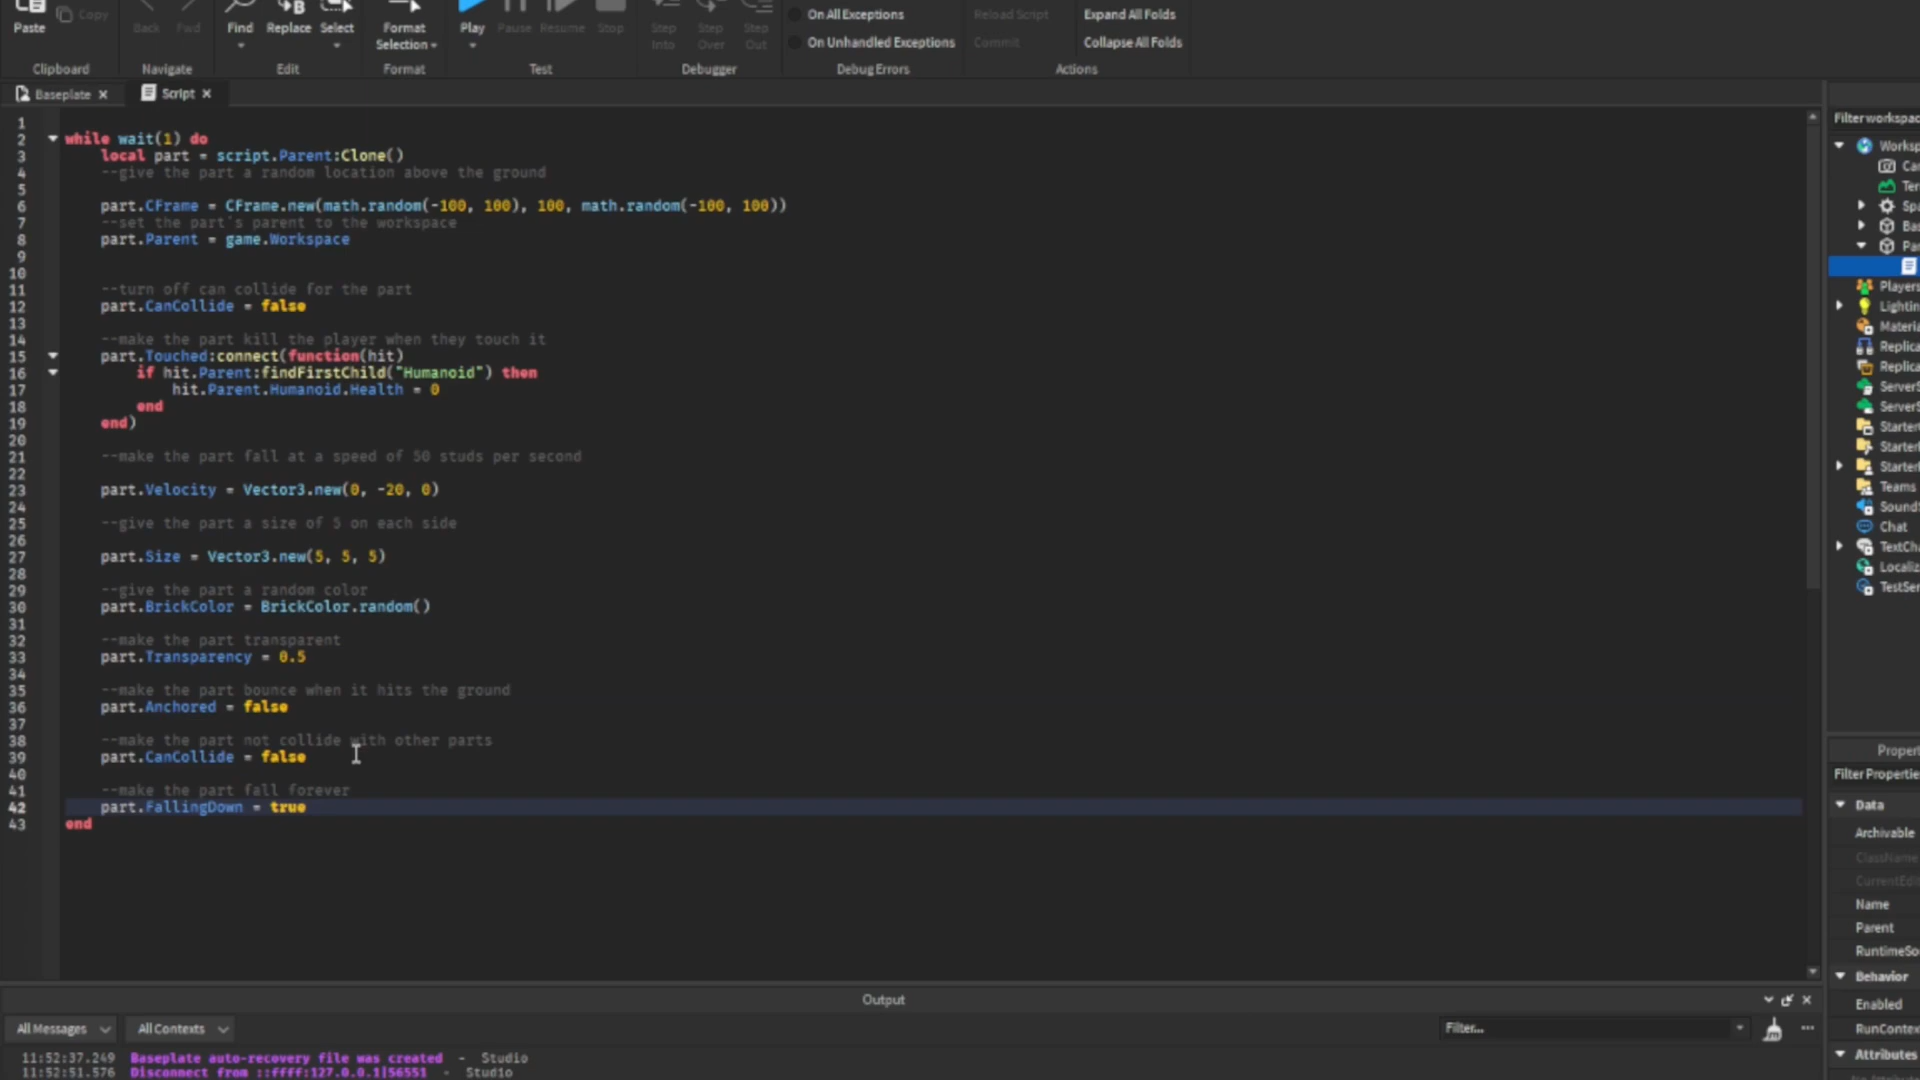 Paste
Copy
Back
Fwd
Find
Replace
Select
Format
Selection
Play
Pause
Resume
Stop
Step
Into
Step
Over
Step
Out
On All Exceptions
On Unhandled Exceptions
Reload Script
Commit
Expand All Folds
Collapse All Folds
Clipboard
Navigate
Edit
Format
Test
Debugger
Debug Errors
Actions
Baseplate
Script
1
2 while wait(1) do
3 local part = script.Parent:Clone()
4 --give the part a random location above the ground
5
6 part.CFrame = CFrame.new(math.random(-100, 100), 100, math.random(-100, 100))
7 --set the part's parent to the workspace
8 part.Parent = game.Workspace
9
10
11 --turn off can collide for the part
12 part.CanCollide = false
13
14 --make the part kill the player when they touch it
15 part.Touched:connect(function(hit)
16 if hit.Parent:findFirstChild("Humanoid") then
17 hit.Parent.Humanoid.Health = 0
18 end
19 end)
20
21 --make the part fall at a speed of 50 studs per second
22
23 part.Velocity = Vector3.new(0, -20, 0)
24
25 --give the part a size of 5 on each side
26
27 part.Size = Vector3.new(5, 5, 5)
28
29 --give the part a random color
30 part.BrickColor = BrickColor.random()
31
32 --make the part transparent
33 part.Transparency = 0.5
34
35 --make the part bounce when it hits the ground
36 part.Anchored = false
37
38 --make the part not collide with other parts
39 part.CanCollide = false
40
41 --make the part fall forever
42 part.FallingDown = true
43 end
Filter workspac
Worksp
Ca
Ter
Spa
Bas
Par
Players
Lightin
Materia
Replica
Replica
ServerS
ServerS
Starter
StarterI
StarterI
Teams
SoundS
Chat
TextCha
Localiz
TestSer
Propert
Filter Propertie
Data
Archivable
ClassName
CurrentEdi
Name
Parent
RuntimeSo
Behavior
Enabled
RunContex
Attributes
Output
All Messages
All Contexts
Filter...
11:52:37.249 Baseplate auto-recovery file was created - Studio
11:52:51.576 Disconnect from ::ffff:127.0.0.1|56551 - Studio